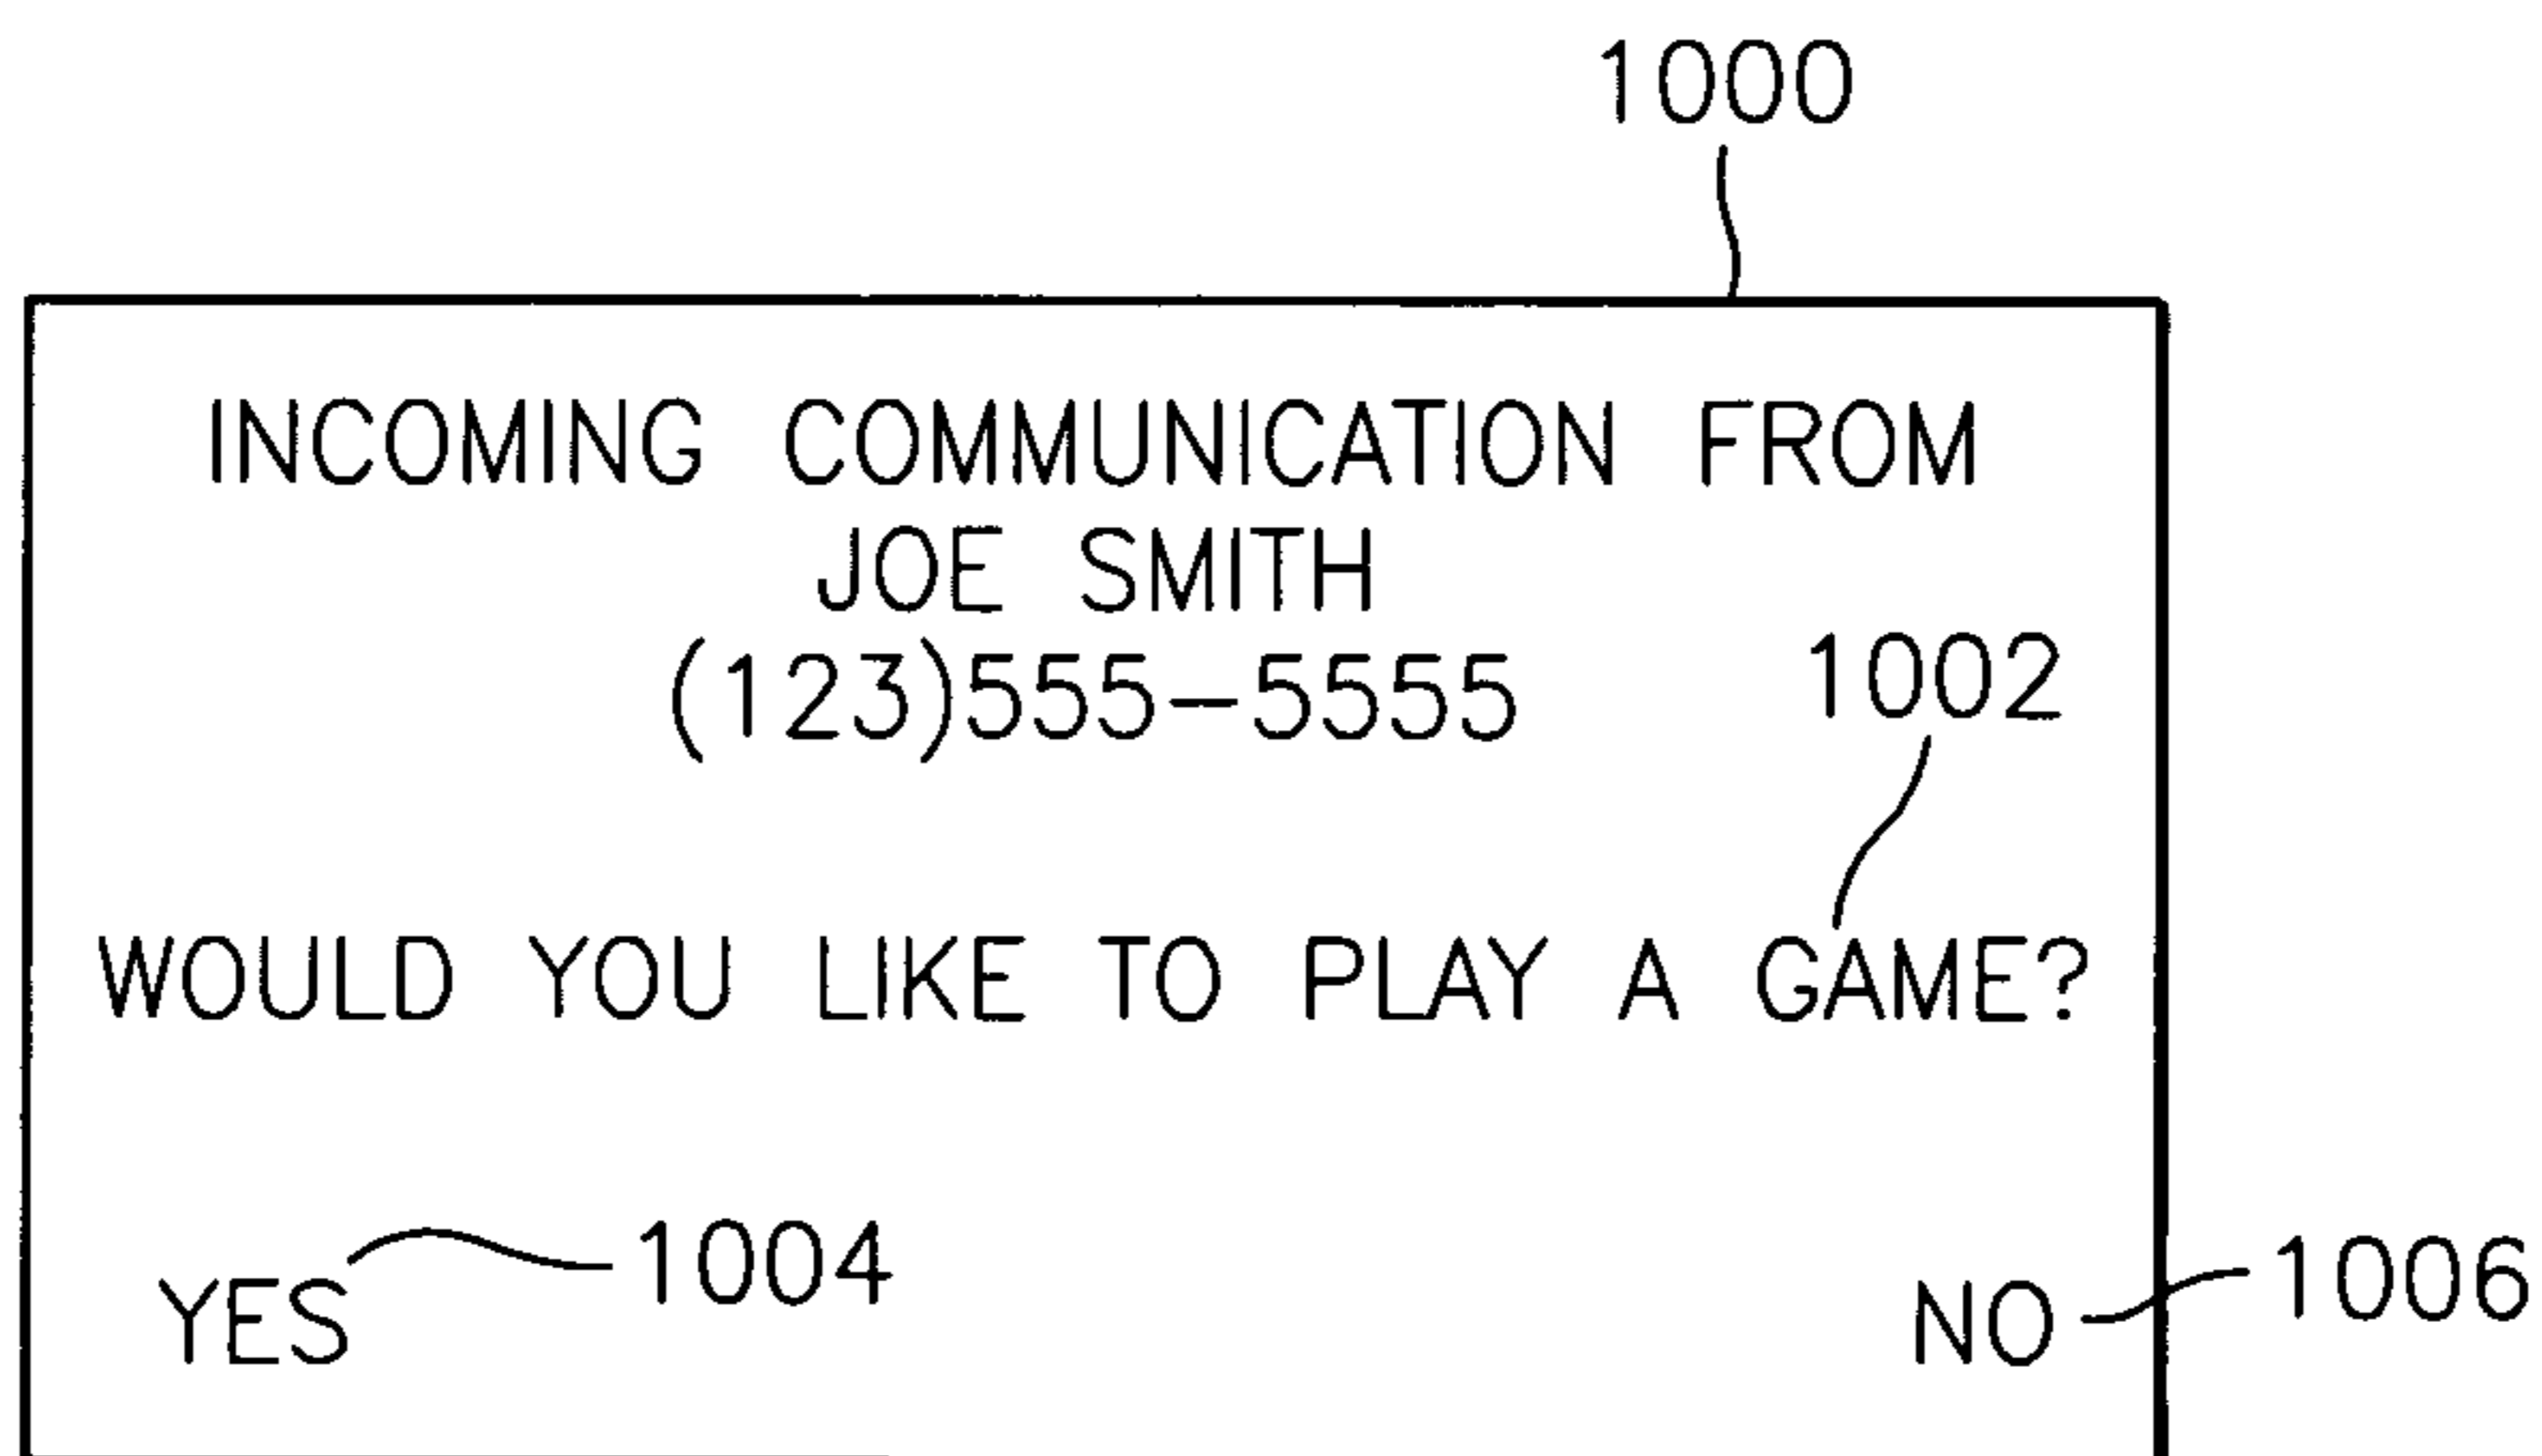 1000
INCOMING COMMUNICATION FROM
JOE SMITH
(123)555-5555
1002
WOULD YOU LIKE TO PLAY A GAME?
YES 1004 NO 1006